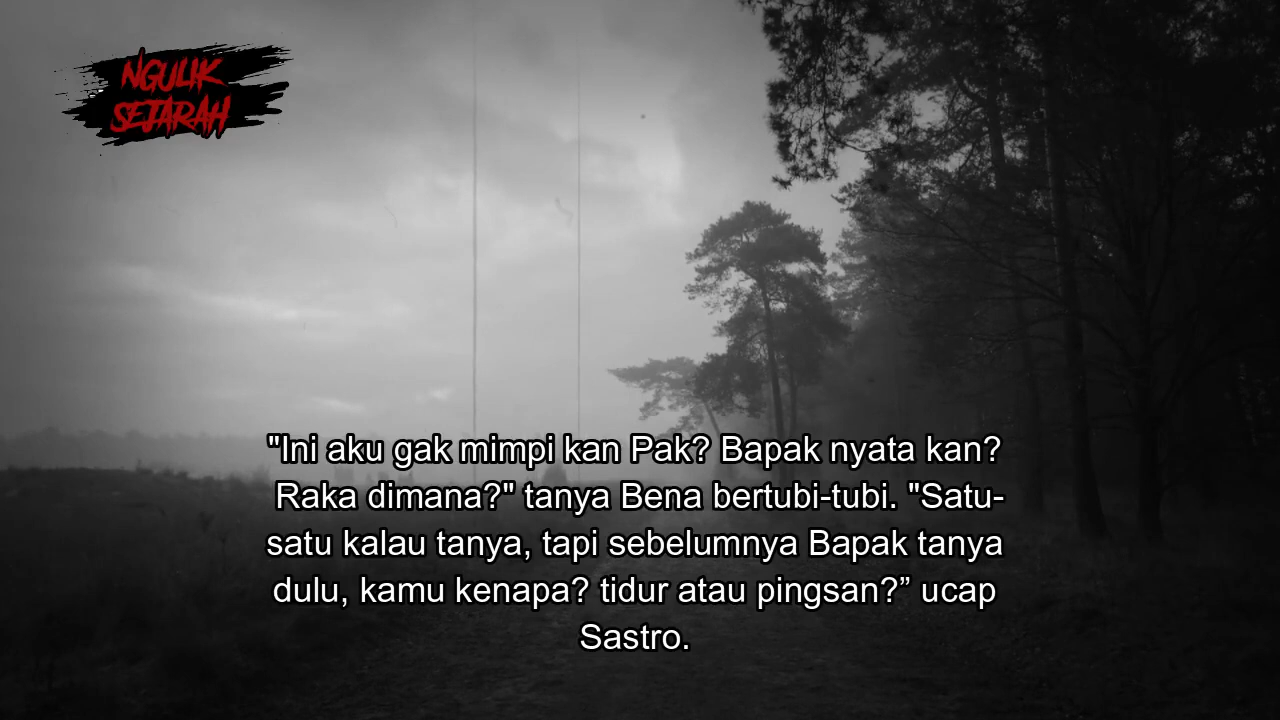 NGULIK
SEJARAH
"Ini aku gak mimpi kan Pak? Bapak nyata kan?
Raka dimana?" tanya Bena bertubi-tubi. "Satu-
satu kalau tanya, tapi sebelumnya Bapak tanya
dulu, kamu kenapa? tidur atau pingsan?” ucap
Sastro.